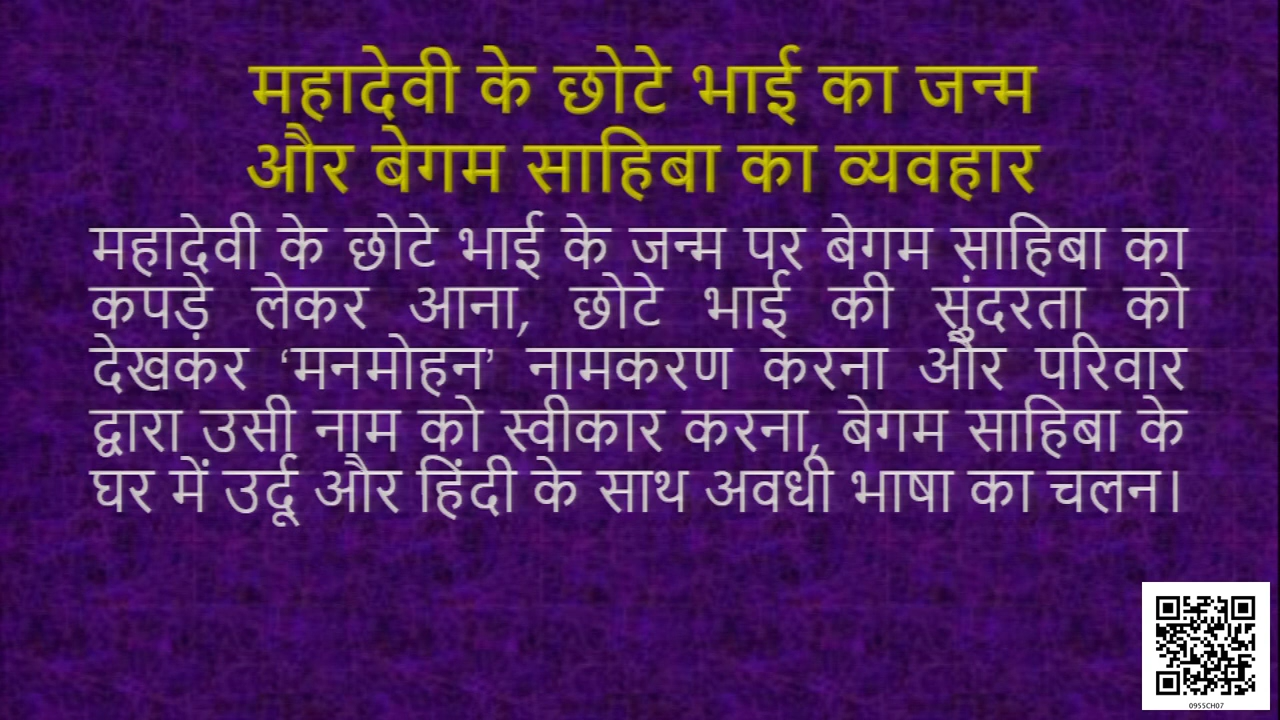 महादेवी के छोटे भाई का जन्म
और बेगम साहिबा का व्यवहार
महादेवी के छोटे भाई के जन्म पर बेगम साहिबा का
कपड़े लेकर आना, छोटे भाई की सुंदरता को
देखकर ‘मनमोहन’ नामकरण करना और परिवार
द्वारा उसी नाम को स्वीकार करना, बेगम साहिबा के
घर में उर्दू और हिंदी के साथ अवधी भाषा का चलन।
0955CH07